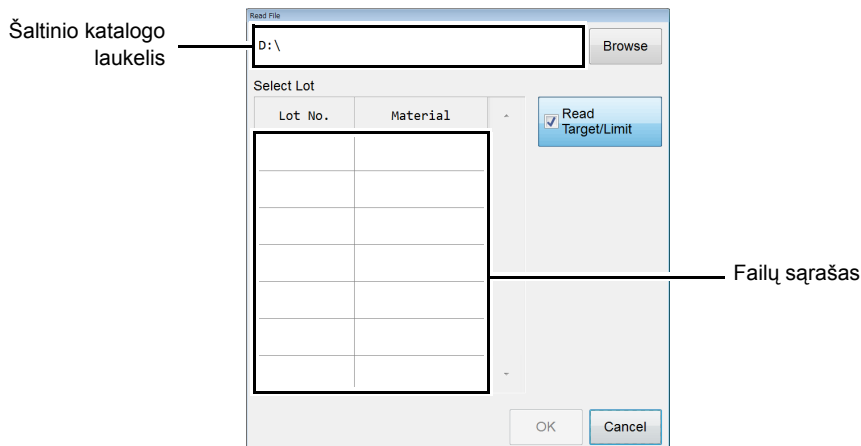 Read File
Šaltinio katalogo
laukelis
D:\
Browse
Select Lot
Lot No.
Material
Read
Target/Limit
Failų sąrašas
OK
Cancel